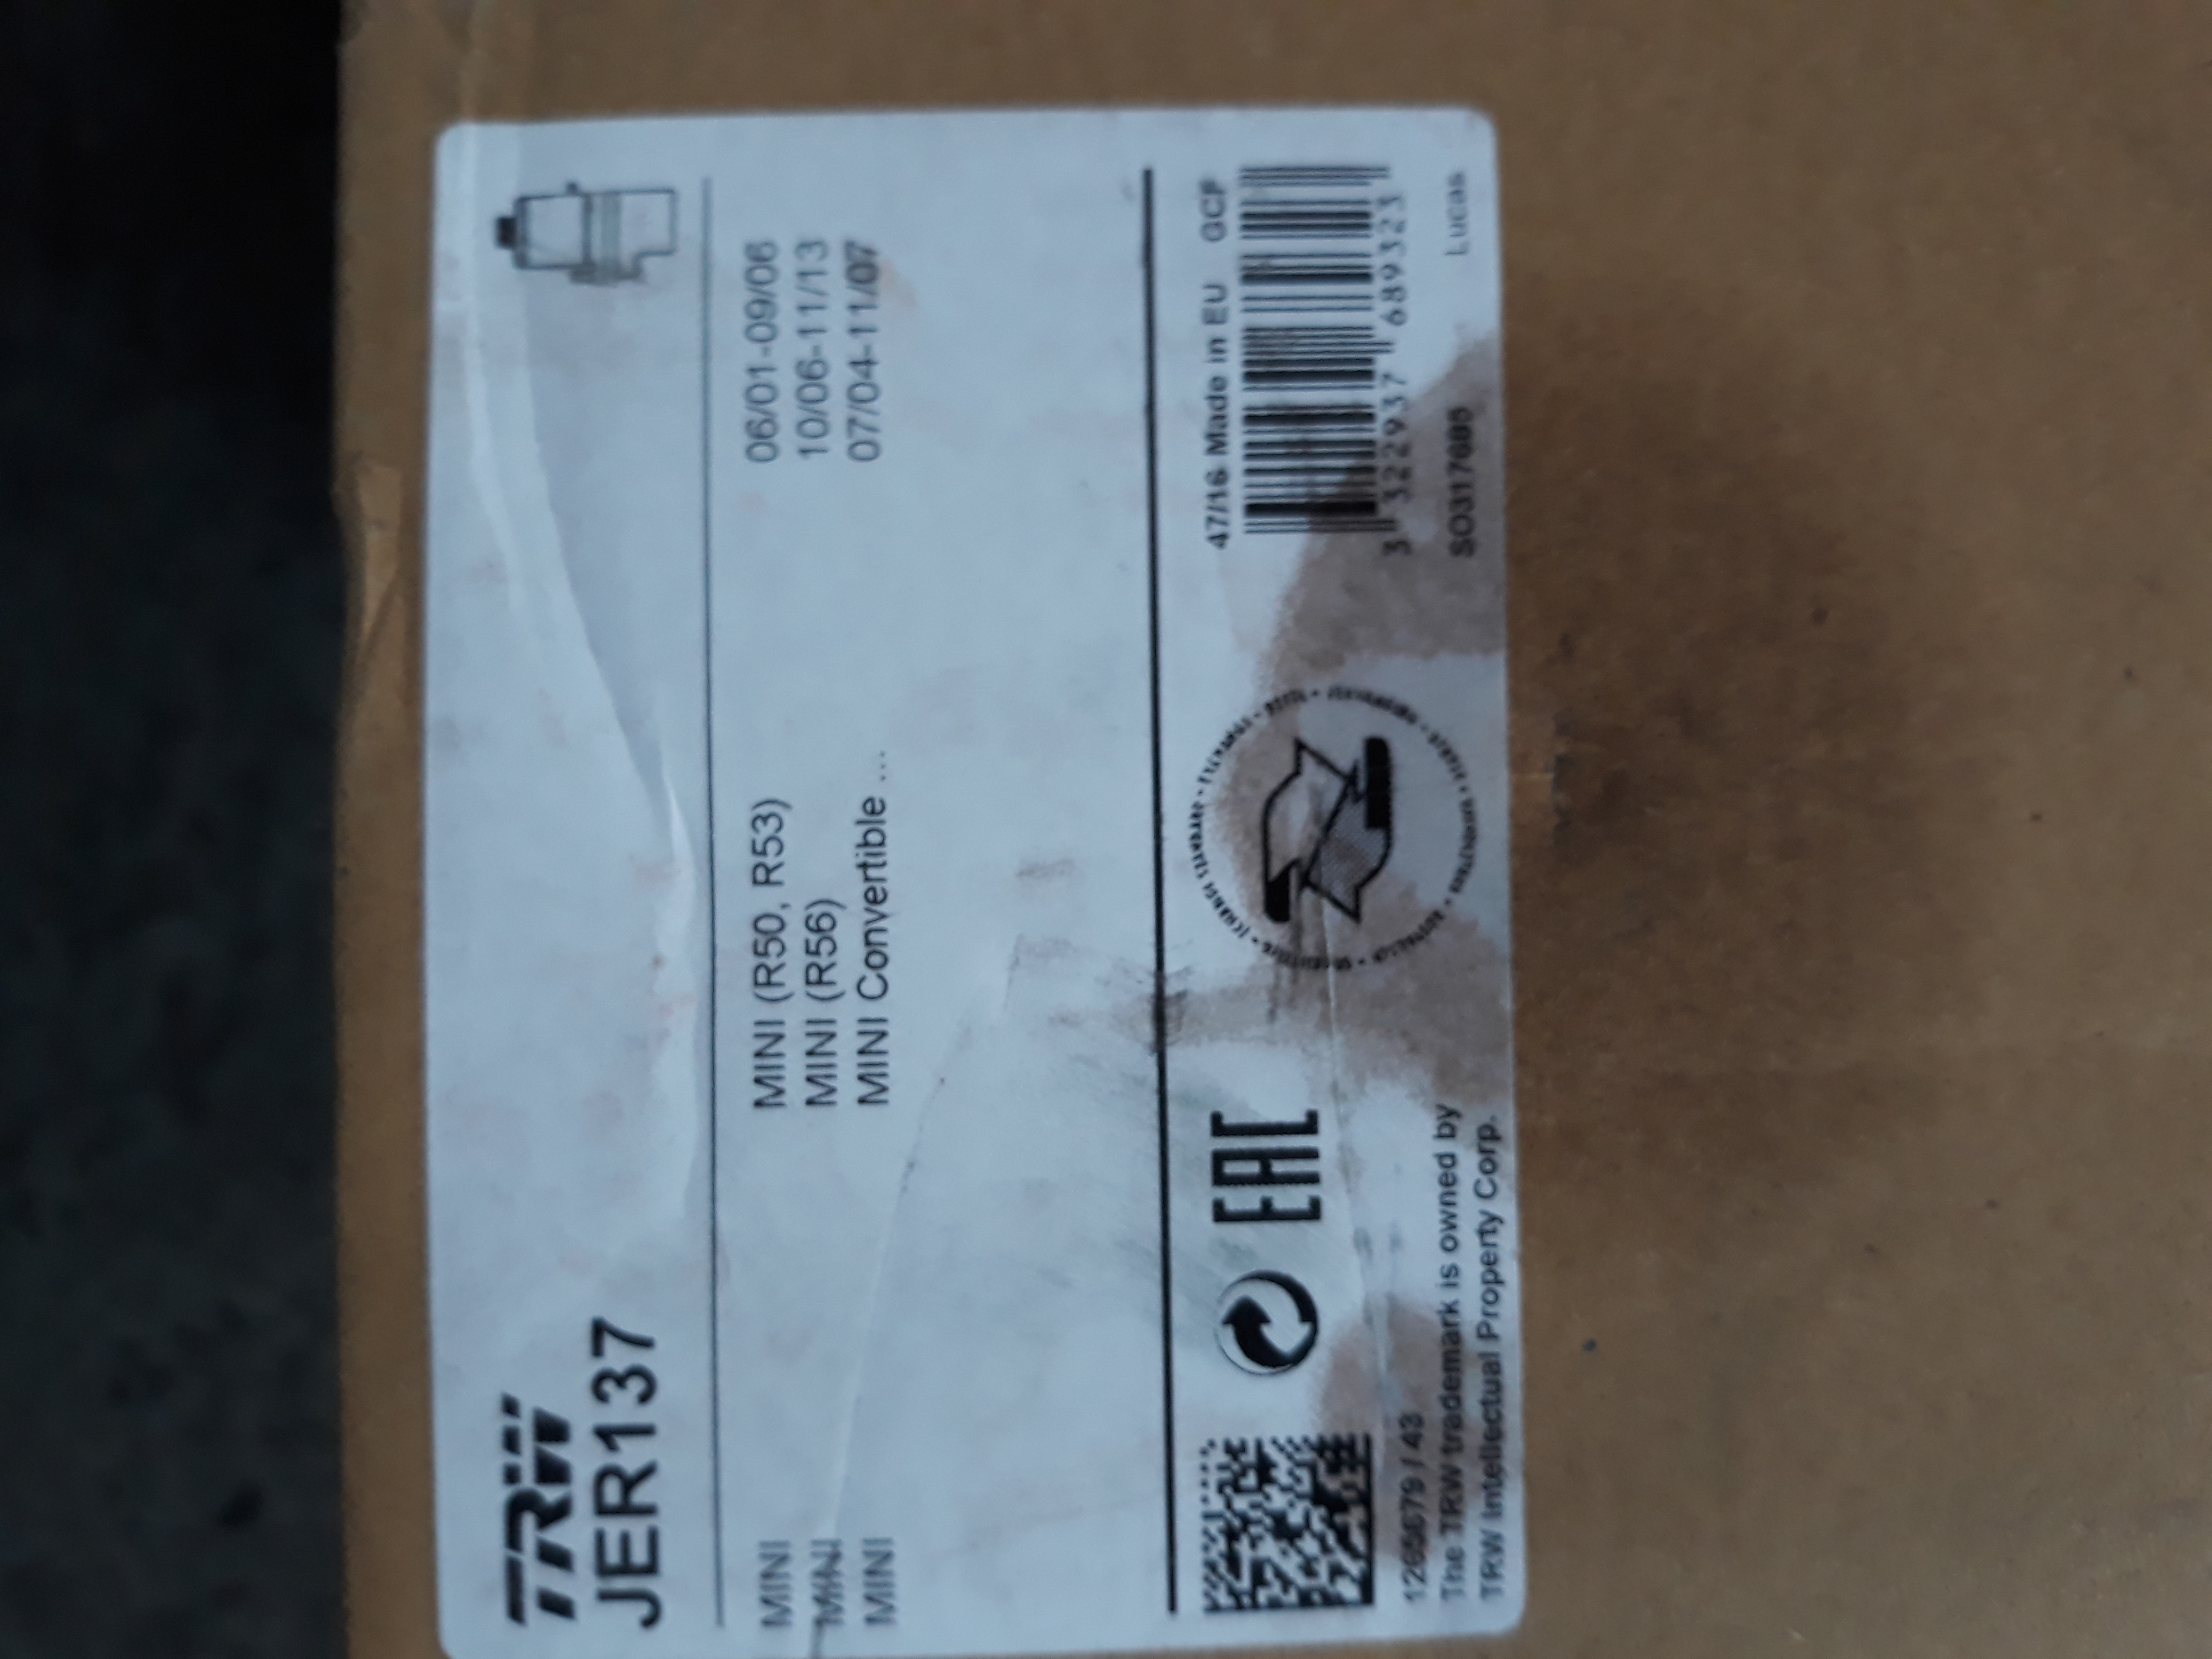 TRW
JER137
MINI MINI (R50, R53) 06/01-09/06
MINI MINI (R56) 10/06-11/13
MINI MINI Convertible ... 07/04-11/07
47/16 Made in EU GCF
EAC
3 322937 689323
SO317685 Lucas
The TRW trademark is owned by
TRW Intellectual Property Corp.